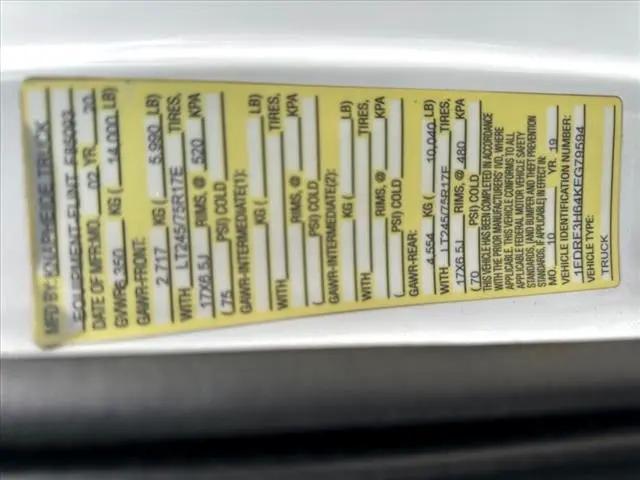 MFD BY: KNAPHEIDE TRUCK
EQUIPMENT-FLINT F85093
DATE OF MFR-MO. 02 YR. 20
GVWR 6,350 KG ( 14,000 LB)
GAWR-FRONT:
2,717 KG ( 5,990 LB)
WITH LT245/75R17E TIRES,
17X6.5J RIMS, @ 520 KPA
( 75 PSI) COLD
GAWR-INTERMEDIATE(1):
KG ( LB)
WITH TIRES,
RIMS, @ KPA
( PSI) COLD
GAWR-INTERMEDIATE(2):
KG ( LB)
WITH TIRES,
RIMS, @ KPA
( PSI) COLD
GAWR-REAR:
4,554 KG ( 10,040 LB)
WITH LT245/75R17E TIRES,
17X6.5J RIMS, @ 480 KPA
( 70 PSI) COLD
THIS VEHICLE HAS BEEN COMPLETED IN ACCORDANCE
WITH THE PRIOR MANUFACTURERS' IVD, WHERE
APPLICABLE. THIS VEHICLE CONFORMS TO ALL
APPLICABLE FEDERAL MOTOR VEHICLE SAFETY
STANDARDS, [AND BUMPER AND THEFT PREVENTION
STANDARDS, IF APPLICABLE] IN EFFECT IN:
MO. 10 YR. 19
VEHICLE IDENTIFICATION NUMBER:
1FDRF3H64KEG79594
VEHICLE TYPE:
TRUCK